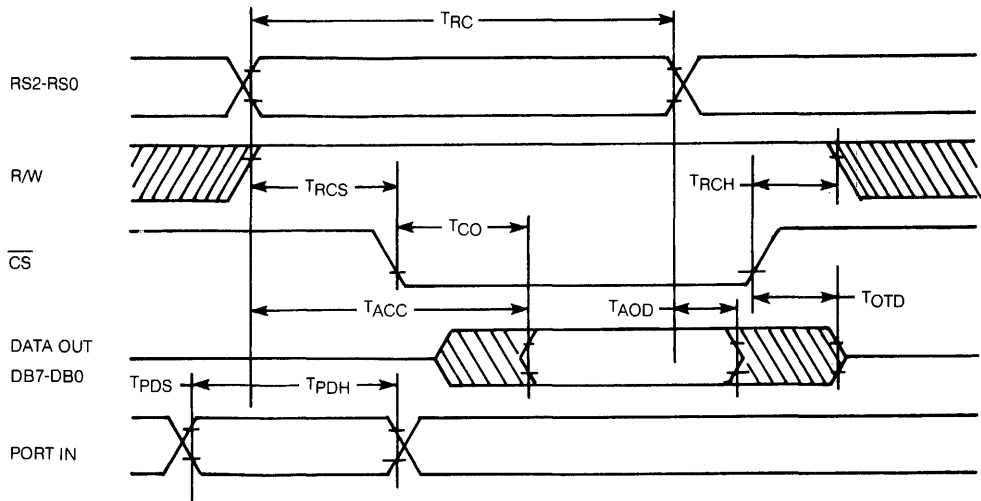 TRC
RS2-RS0
R/W
TRCS
TRCH
TCO
CS
TACC
TAOD
TOTD
DATA OUT
DB7-DB0
TPDS
TPDH
PORT IN